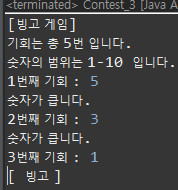 <terminated> Contest_3 [Java A
[빙고 게임]
기회는 총 5번 입니다.
숫자의 범위는 1-10 입니다.
1번째 기회 : 5
숫자가 큽니다.
2번째 기회 : 3
숫자가 큽니다.
3번째 기회 : 1
[ 빙고 ]